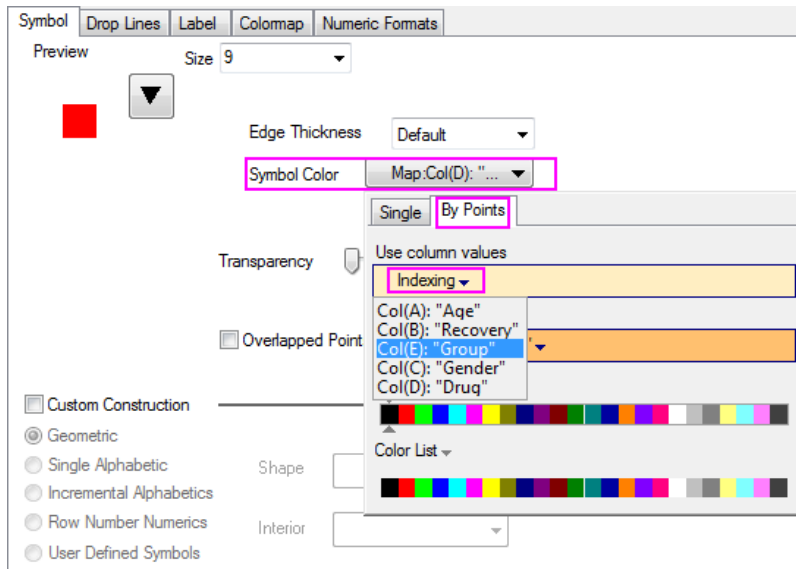 Symbol Drop Lines Label Colormap Numeric Formats
Preview Size 9
Edge Thickness Default
Symbol Color Map:Col(D): "...
Single By Points
Transparency Use column values
Indexing
Col(A): "Age"
Col(B): "Recovery"
Overlapped Point Col(E): "Group"
Col(C): "Gender"
Col(D): "Drug"
Custom Construction
Geometric Color List
Single Alphabetic Shape
Incremental Alphabetics
Row Number Numerics Interior
User Defined Symbols